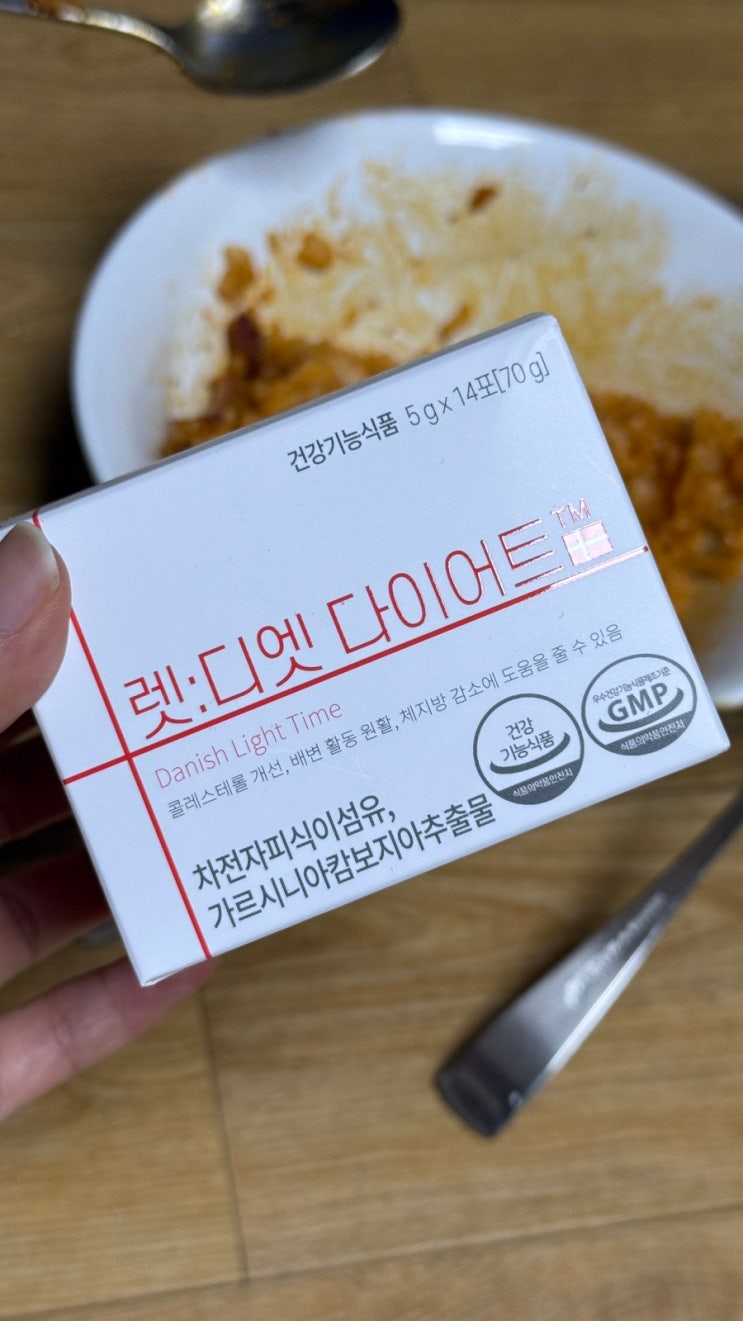 건강기능식품 5 g x 14포[70 g]
렛:디엣 다이어트™
Danish Light Time
콜레스테롤 개선, 배변 활동 원활, 체지방 감소에 도움을 줄 수 있음
차전자피식이섬유,
가르시니아캄보지아추출물
건강
기능식품
식품의약품안전처
우수건강기능식품제조기준
GMP
식품의약품안전처